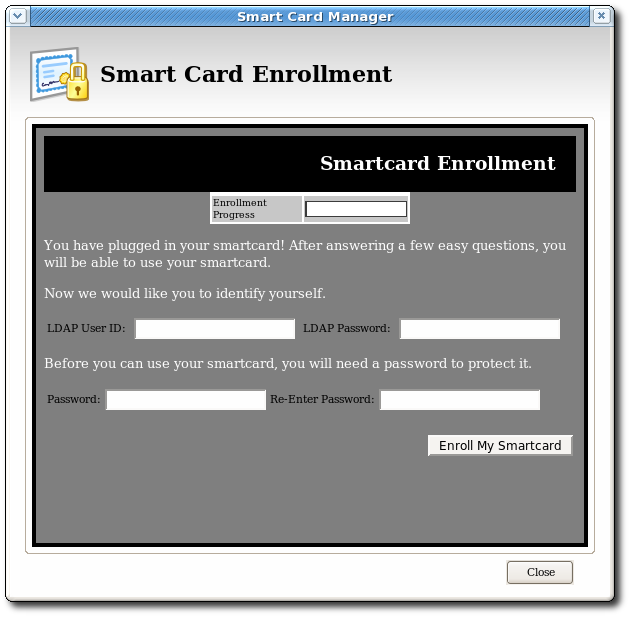 Smart Card Manager
Smart Card Enrollment
Smartcard Enrollment
Enrollment
Progress
You have plugged in your smartcard! After answering a few easy questions, you
will be able to use your smartcard.
Now we would like you to identify yourself.
LDAP User ID: LDAP Password:
Before you can use your smartcard, you will need a password to protect it.
Password: Re-Enter Password:
Enroll My Smartcard
Close